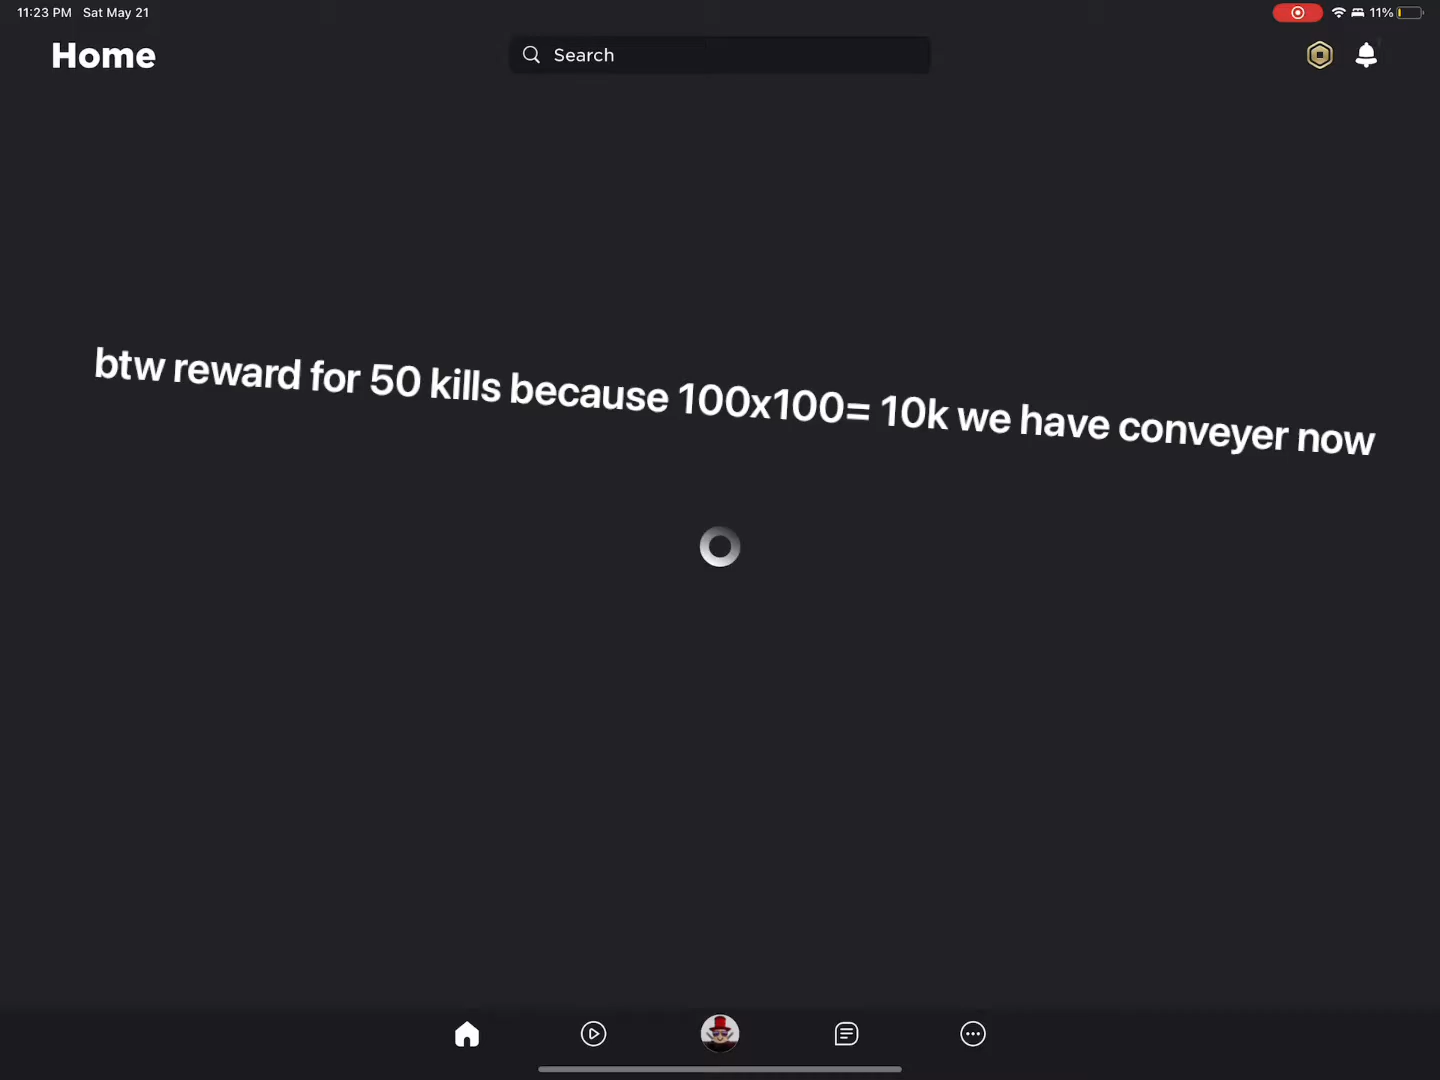 11:23 PM Sat May 21
11%
Home
Search
btw reward for 50 kills because 100x100= 10k we have conveyer now